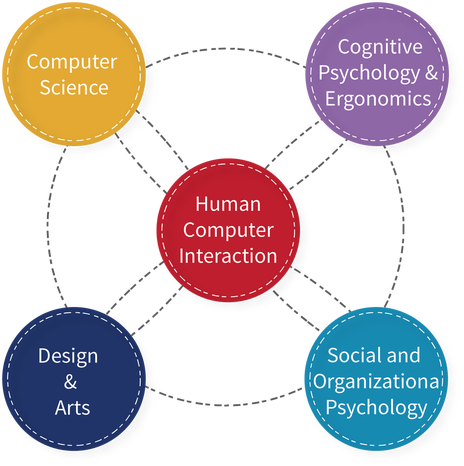 Computer
Science
Cognitive
Psychology &
Ergonomics
Human
Computer
Interaction
Design
&
Arts
Social and
Organizationa
Psychology